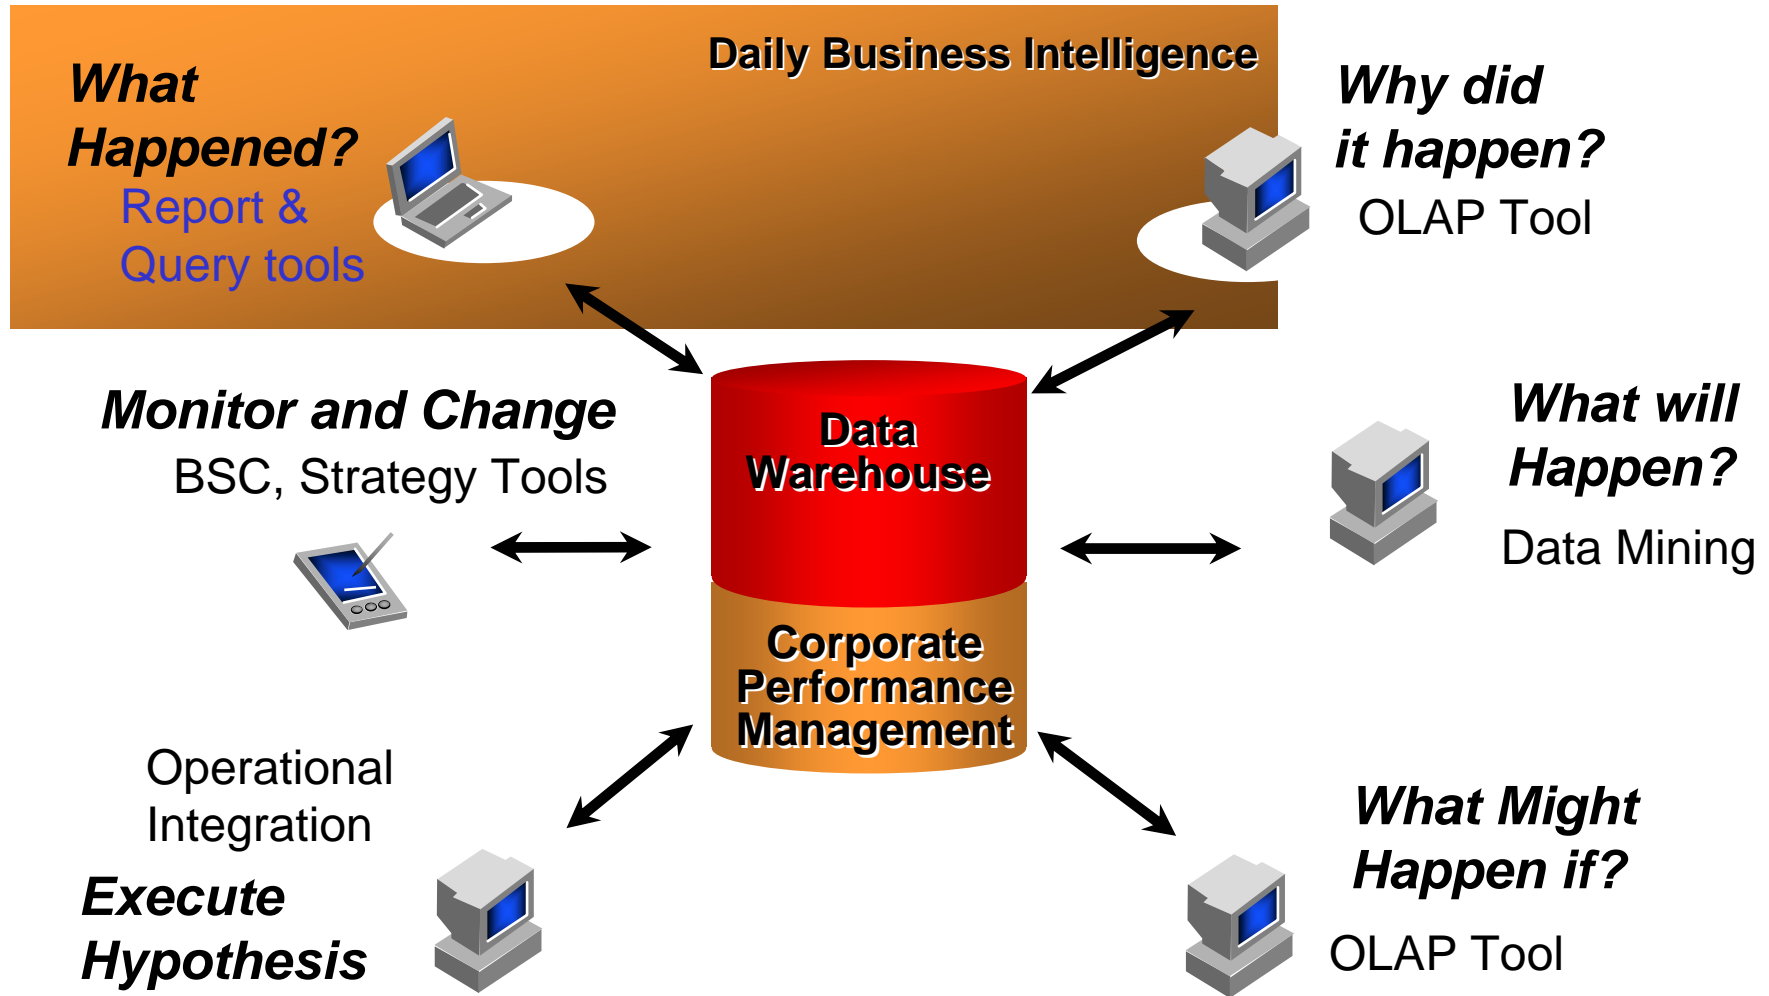 Daily Business Intelligence
What
Happened?
Report &
Query tools
Why did
it happen?
OLAP Tool
Monitor and Change
BSC, Strategy Tools
Data
Warehouse
What will
Happen?
Data Mining
Corporate
Performance
Management
Operational
Integration
Execute
Hypothesis
What Might
Happen if?
OLAP Tool